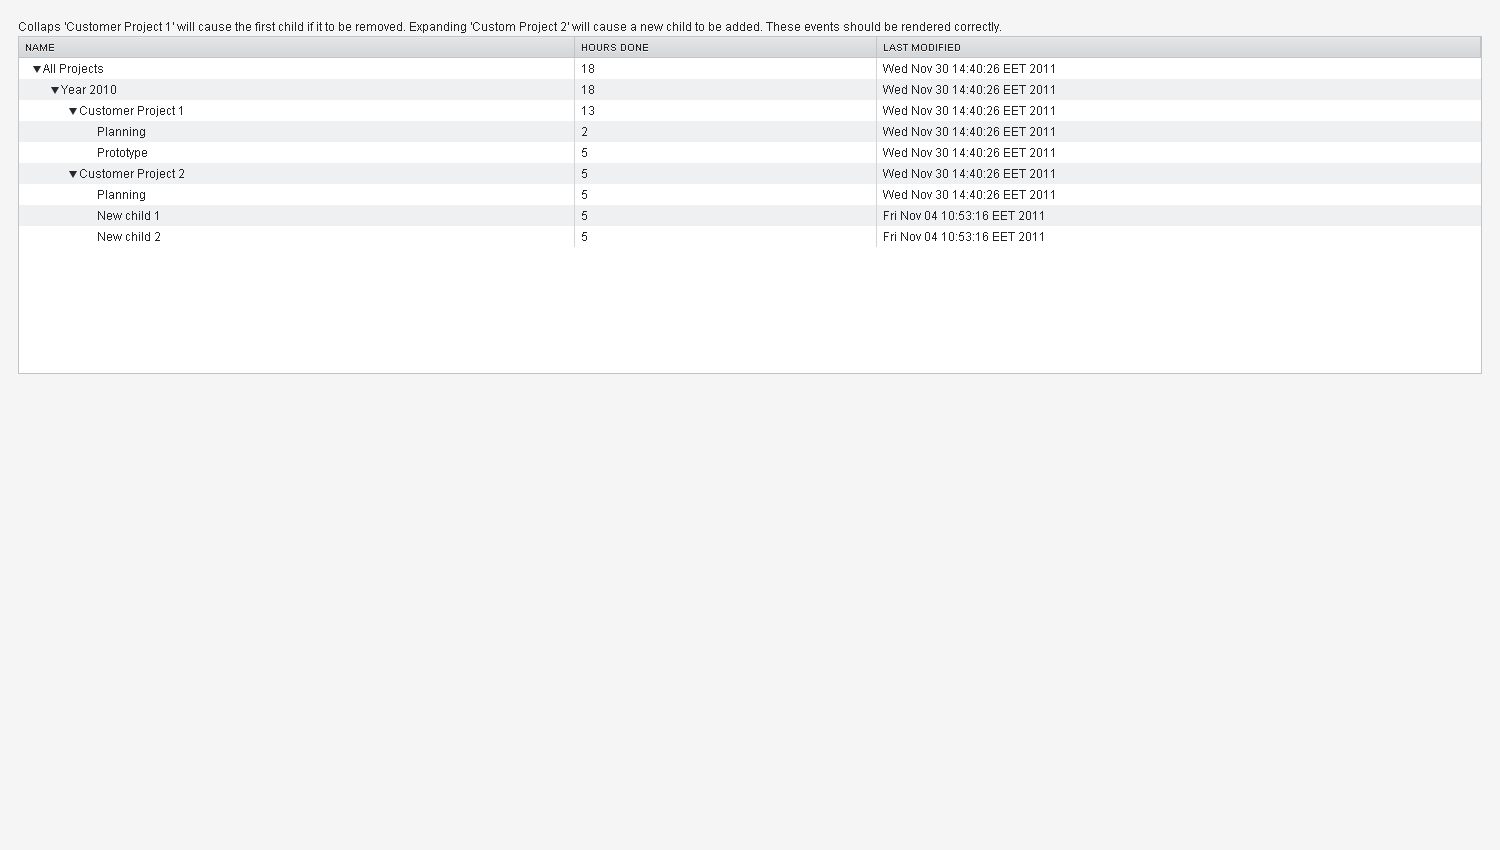 Collaps 'Customer Project 1' will cause the first child if it to be removed. Expanding 'Custom Project 2' will cause a new child to be added. These events should be rendered correctly.
NAME HOURS DONE LAST MODIFIED
All Projects 18 Wed Nov 30 14:40:26 EET 2011
Year 2010 18 Wed Nov 30 14:40:26 EET 2011
Customer Project 1 13 Wed Nov 30 14:40:26 EET 2011
Planning 2 Wed Nov 30 14:40:26 EET 2011
Prototype 5 Wed Nov 30 14:40:26 EET 2011
Customer Project 2 5 Wed Nov 30 14:40:26 EET 2011
Planning 5 Wed Nov 30 14:40:26 EET 2011
New child 1 5 Fri Nov 04 10:53:16 EET 2011
New child 2 5 Fri Nov 04 10:53:16 EET 2011